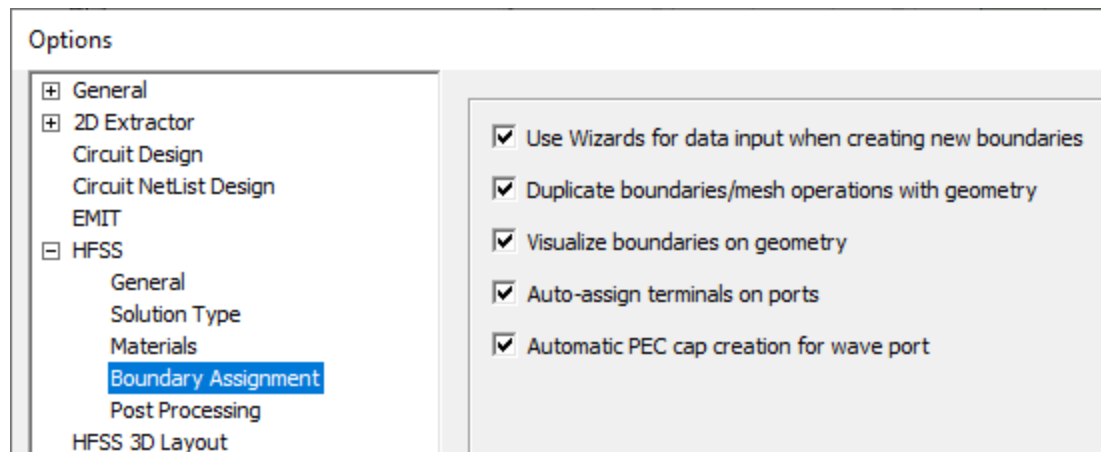 Options
General
2D Extractor
Circuit Design
Circuit NetList Design
EMIT
HFSS
General
Solution Type
Materials
Boundary Assignment
Post Processing
HFSS 3D Layout
Use Wizards for data input when creating new boundaries
Duplicate boundaries/mesh operations with geometry
Visualize boundaries on geometry
Auto-assign terminals on ports
Automatic PEC cap creation for wave port